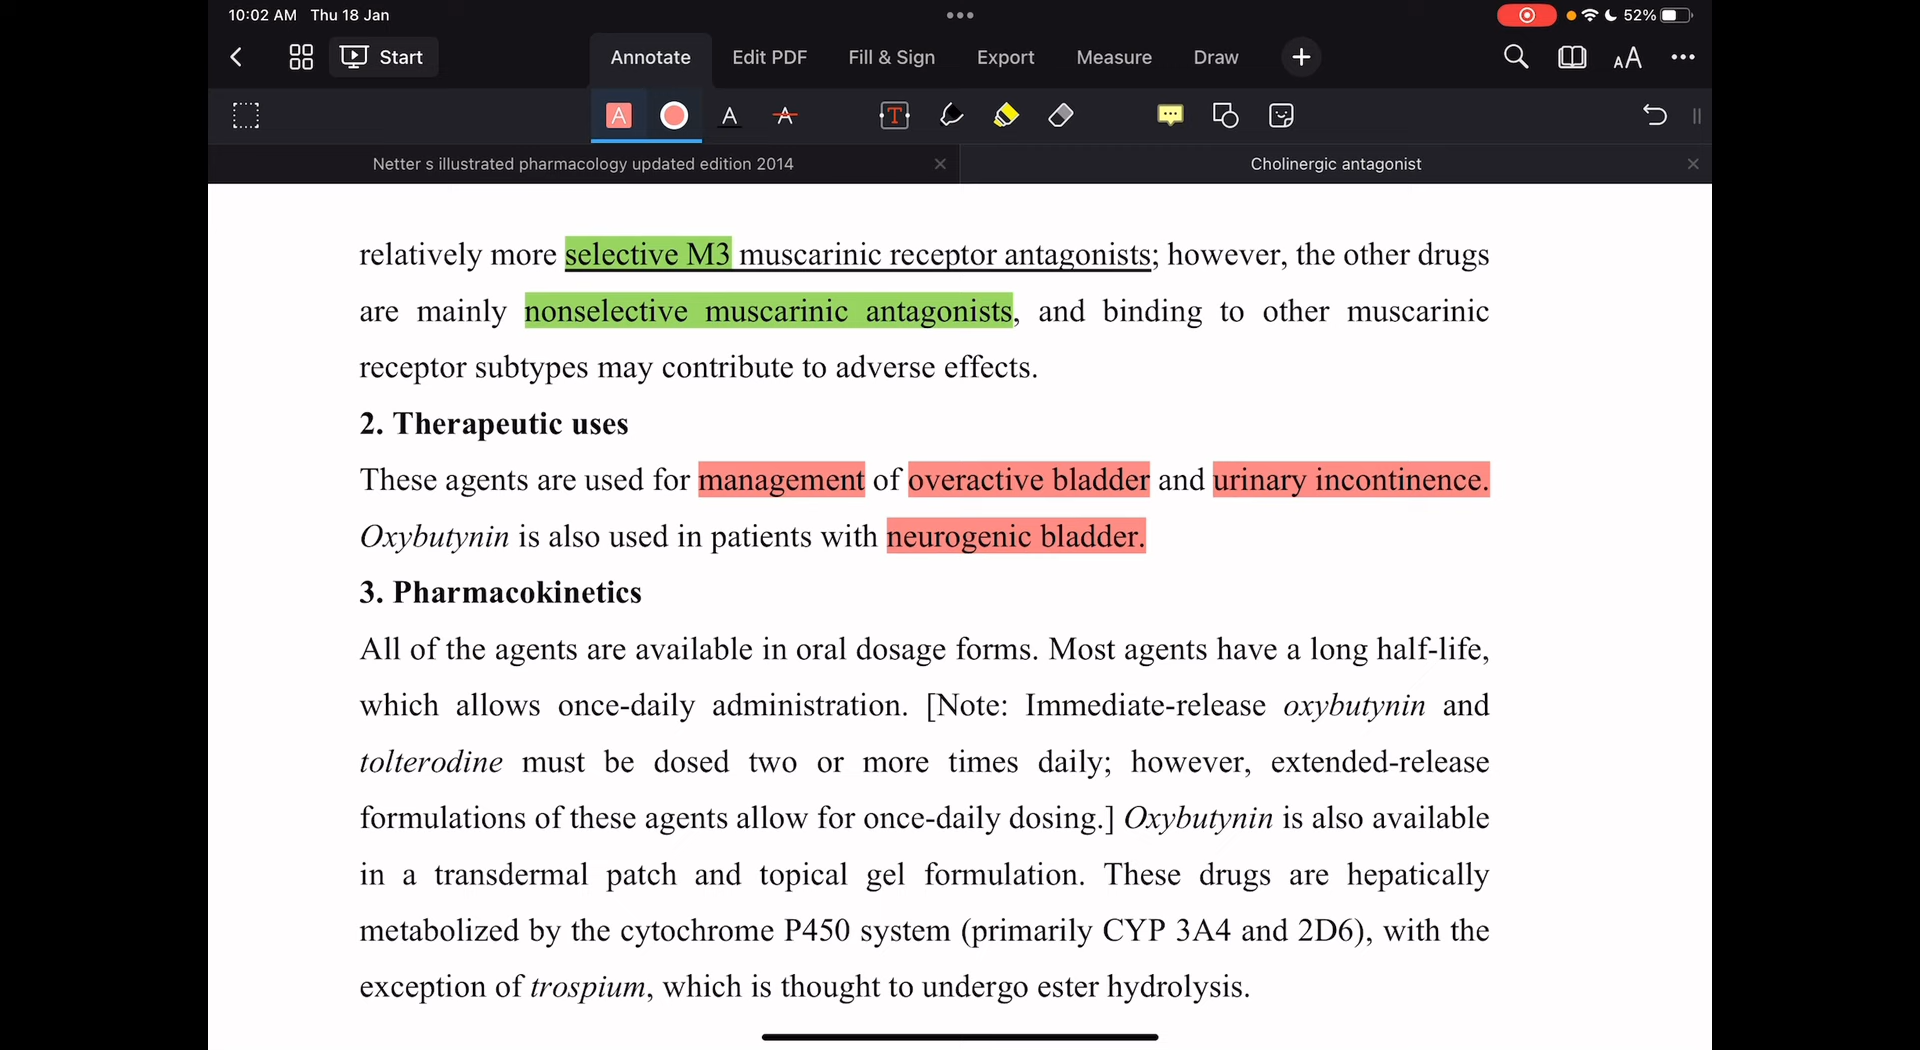 10:02 AM Thu 18 Jan
52%
Start
Annotate
Edit PDF
Fill & Sign
Export
Measure
Draw
Netter s illustrated pharmacology updated edition 2014
Cholinergic antagonist
relatively more selective M3 muscarinic receptor antagonists; however, the other drugs
are mainly nonselective muscarinic antagonists, and binding to other muscarinic
receptor subtypes may contribute to adverse effects.
2. Therapeutic uses
These agents are used for management of overactive bladder and urinary incontinence.
Oxybutynin is also used in patients with neurogenic bladder.
3. Pharmacokinetics
All of the agents are available in oral dosage forms. Most agents have a long half-life,
which allows once-daily administration. [Note: Immediate-release oxybutynin and
tolterodine must be dosed two or more times daily; however, extended-release
formulations of these agents allow for once-daily dosing.] Oxybutynin is also available
in a transdermal patch and topical gel formulation. These drugs are hepatically
metabolized by the cytochrome P450 system (primarily CYP 3A4 and 2D6), with the
exception of trospium, which is thought to undergo ester hydrolysis.